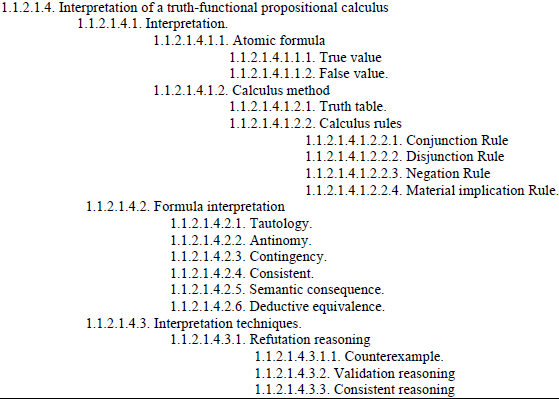 1.1.2.1.4. Interpretation of a truth-functional propositional calculus
1.1.2.1.4.1. Interpretation.
1.1.2.1.4.1.1. Atomic formula
1.1.2.1.4.1.1.1. True value
1.1.2.1.4.1.1.2. False value.
1.1.2.1.4.1.2. Calculus method
1.1.2.1.4.1.2.1. Truth table.
1.1.2.1.4.1.2.2. Calculus rules
1.1.2.1.4.1.2.2.1. Conjunction Rule
1.1.2.1.4.1.2.2.2. Disjunction Rule
1.1.2.1.4.1.2.2.3. Negation Rule
1.1.2.1.4.1.2.2.4. Material implication Rule.
1.1.2.1.4.2. Formula interpretation
1.1.2.1.4.2.1. Tautology.
1.1.2.1.4.2.2. Antinomy.
1.1.2.1.4.2.3. Contingency.
1.1.2.1.4.2.4. Consistent.
1.1.2.1.4.2.5. Semantic consequence.
1.1.2.1.4.2.6. Deductive equivalence.
1.1.2.1.4.3. Interpretation techniques.
1.1.2.1.4.3.1. Refutation reasoning
1.1.2.1.4.3.1.1. Counterexample.
1.1.2.1.4.3.2. Validation reasoning
1.1.2.1.4.3.3. Consistent reasoning